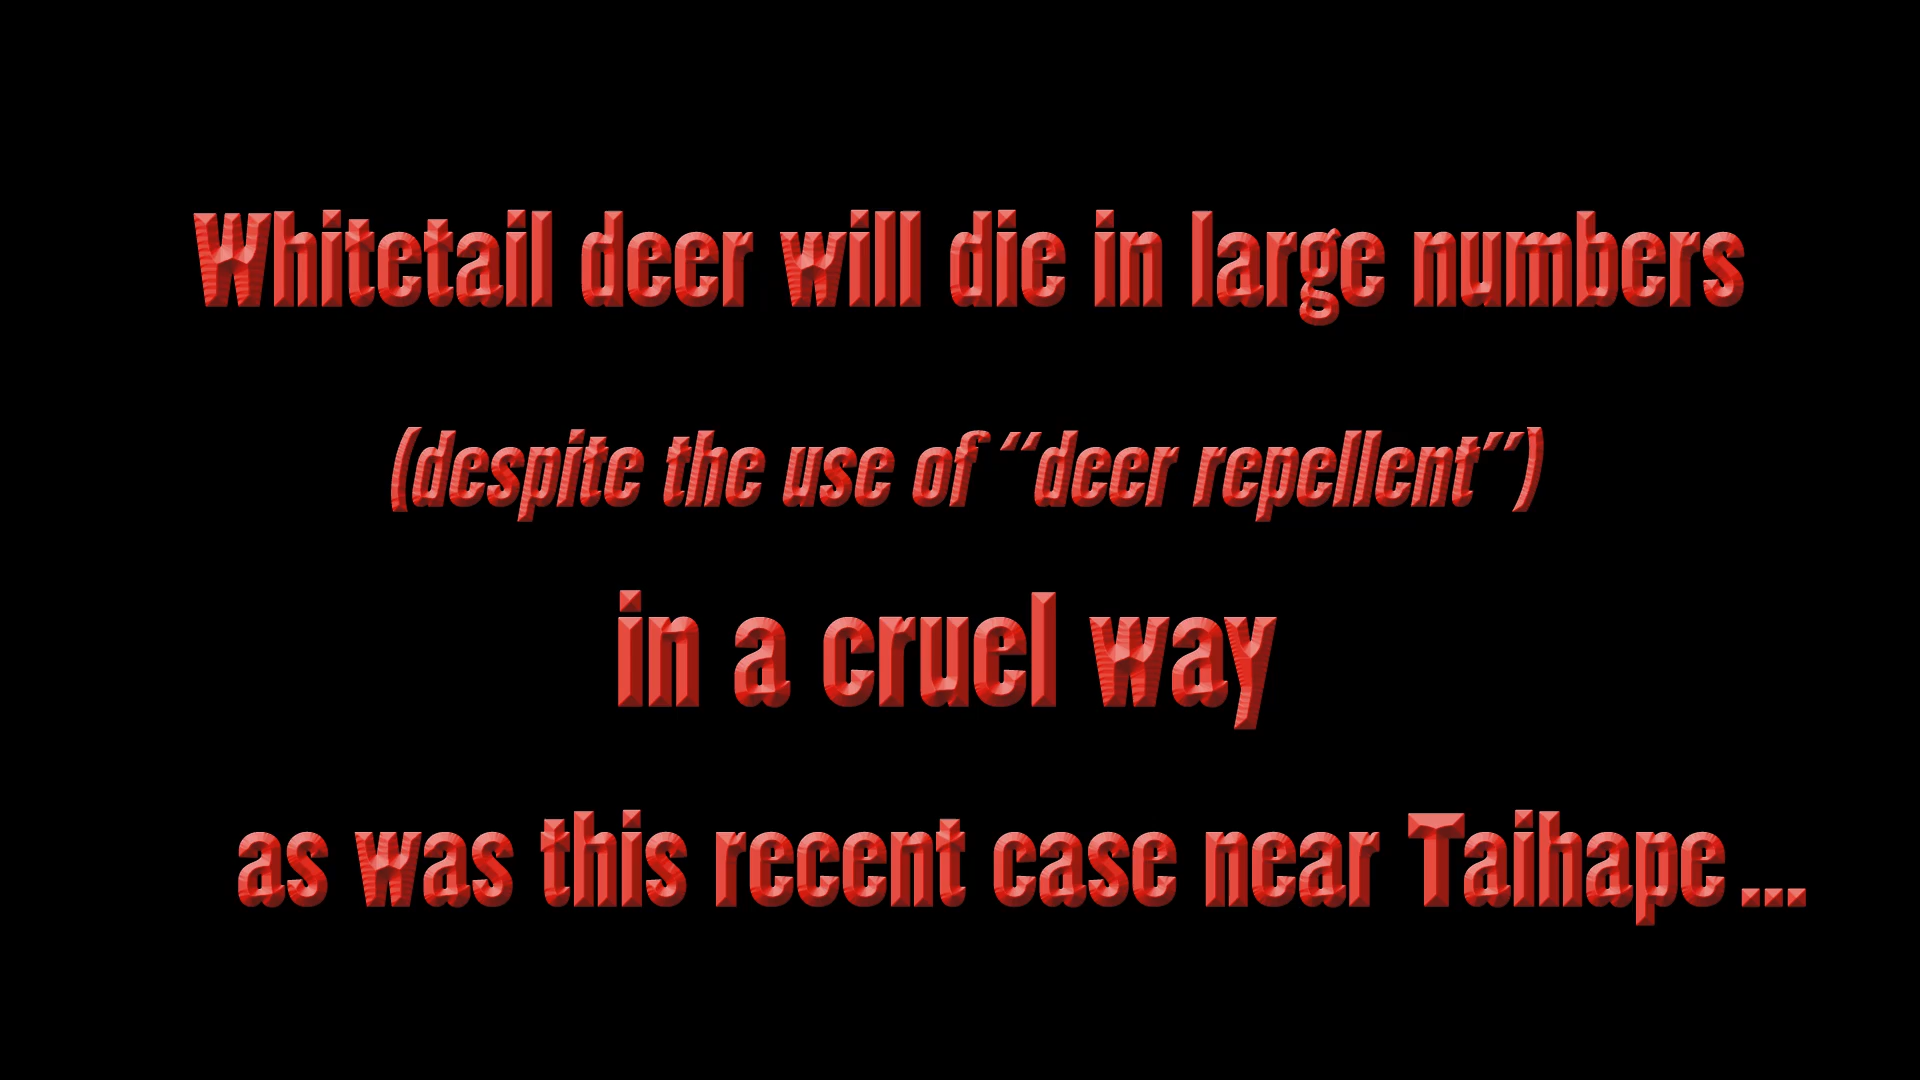 Whitetail deer will die in large numbers
(despite the use of "deer repellent")
in a cruel way
as was this recent case near Taihape...